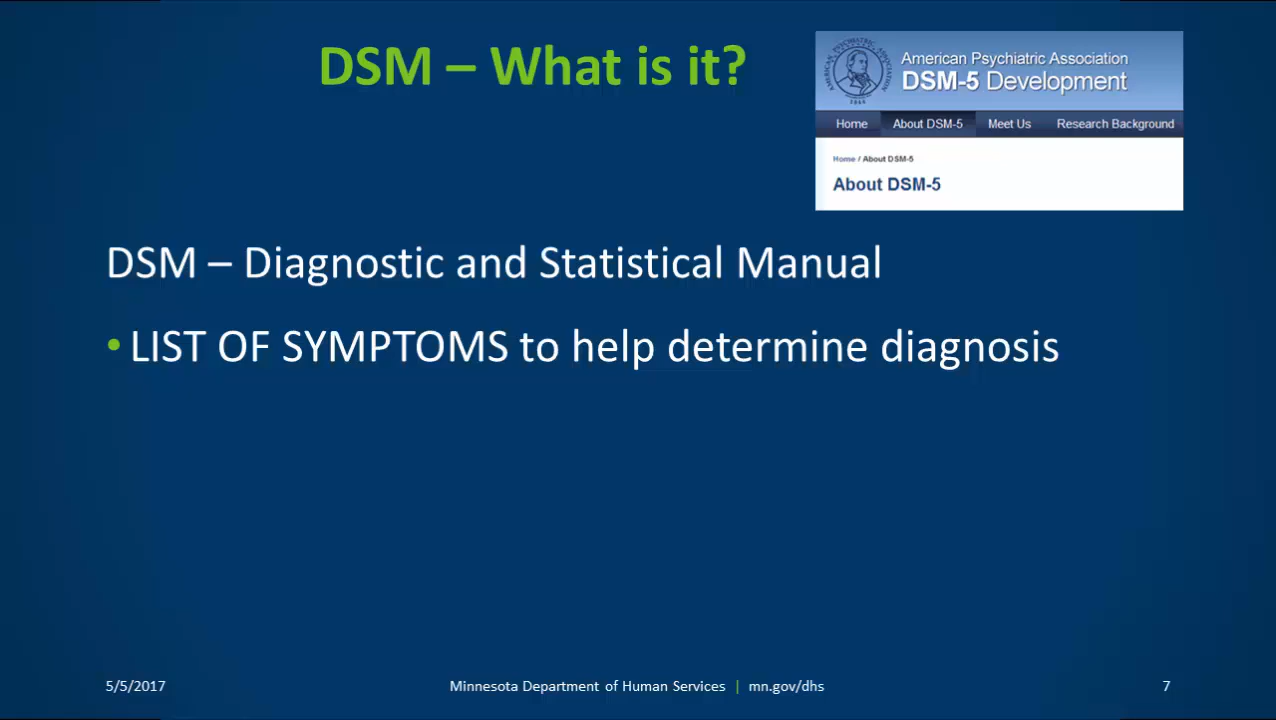 DSM – What is it?
American Psychiatric Association
DSM-5 Development
Home About DSM-5 Meet Us Research Background
Home / About DSM-5
About DSM-5
DSM – Diagnostic and Statistical Manual
• LIST OF SYMPTOMS to help determine diagnosis
5/5/2017 Minnesota Department of Human Services | mn.gov/dhs 7